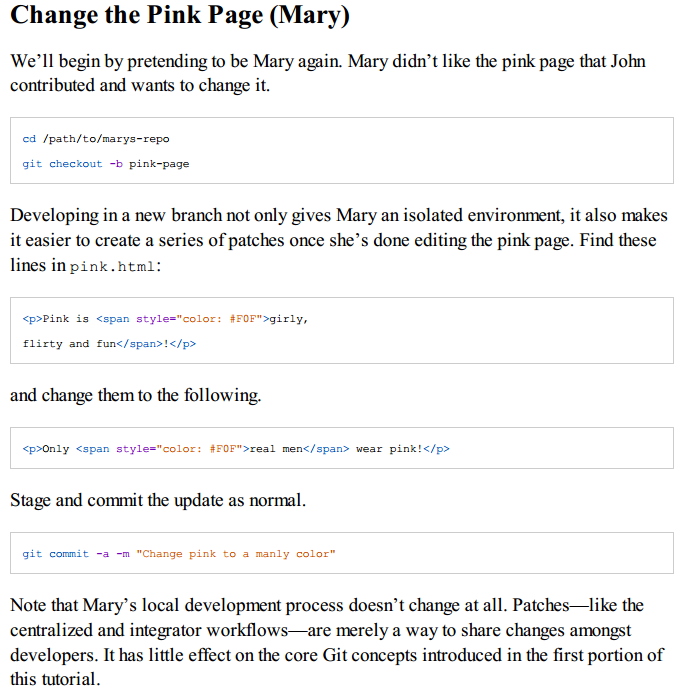 Change the Pink Page (Mary)
We’ll begin by pretending to be Mary again. Mary didn’t like the pink page that John
contributed and wants to change it.
cd /path/to/marys-repo
git checkout -b pink-page
Developing in a new branch not only gives Mary an isolated environment, it also makes
it easier to create a series of patches once she’s done editing the pink page. Find these
lines in pink.html:
<p>Pink is <span style="color: #F0F">girly,
flirty and fun</span>!</p>
and change them to the following.
<p>Only <span style="color: #F0F">real men</span> wear pink!</p>
Stage and commit the update as normal.
git commit -a -m "Change pink to a manly color"
Note that Mary’s local development process doesn’t change at all. Patches—like the
centralized and integrator workflows—are merely a way to share changes amongst
developers. It has little effect on the core Git concepts introduced in the first portion of
this tutorial.